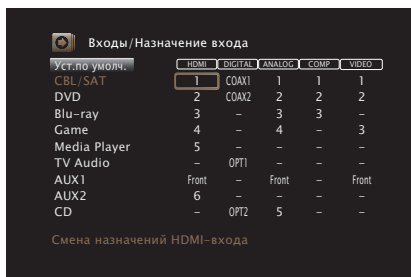 Входы/Назначение входа
Уст.по умолч. HDMI DIGITAL ANALOG COMP VIDEO
CBL/SAT 1 COAX1 1 1 1
DVD 2 COAX2 2 2 2
Blu-ray 3 – 3 3 –
Game 4 – 4 – 3
Media Player 5 – – – –
TV Audio – OPT1 – – –
AUX1 Front – Front – Front
AUX2 6 – – – –
CD – OPT2 5 – –
Смена назначений HDMI-входа